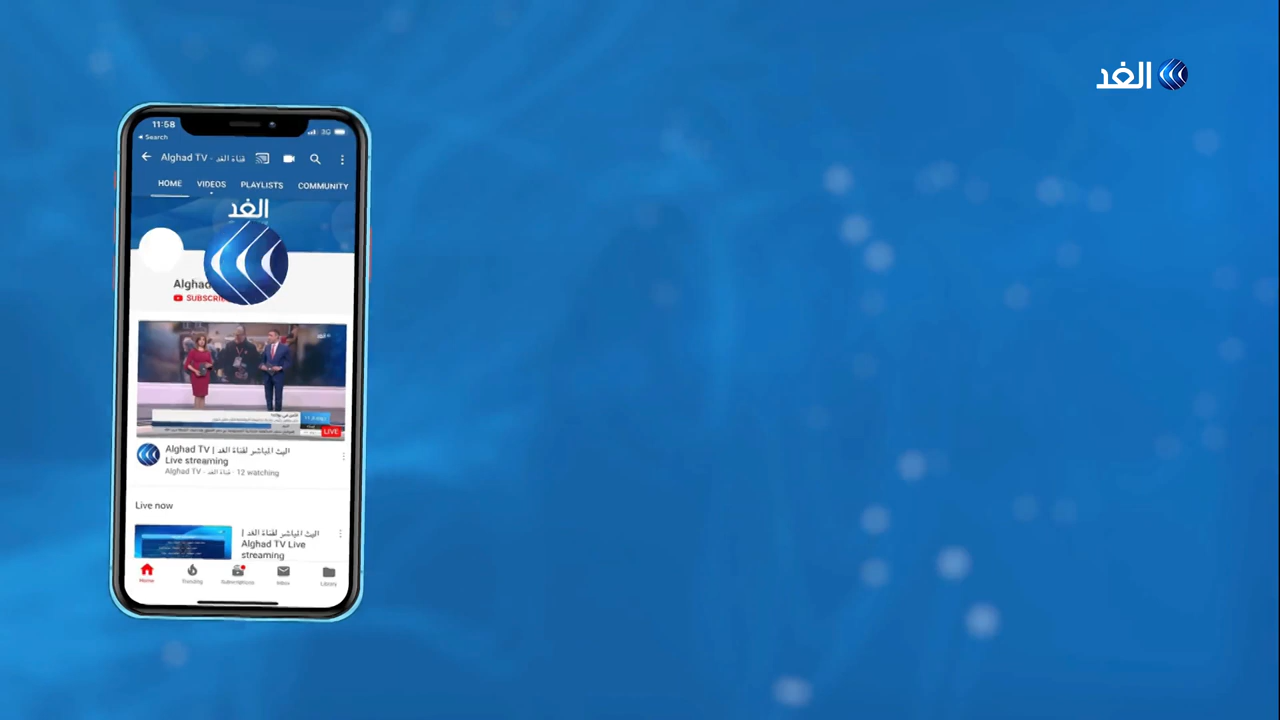 الغد
11:58
3G
Search
Alghad TV - قناة الغد
HOME VIDEOS PLAYLISTS COMMUNITY
الغد
Alghad
SUBSCRIB
LIVE
Alghad TV | البث المباشر لقناة الغد
Live streaming
Alghad TV - قناة الغد · 12 watching
Live now
البث المباشر لقناة الغد |
Alghad TV Live
streaming
Home Trending Subscriptions Inbox Library